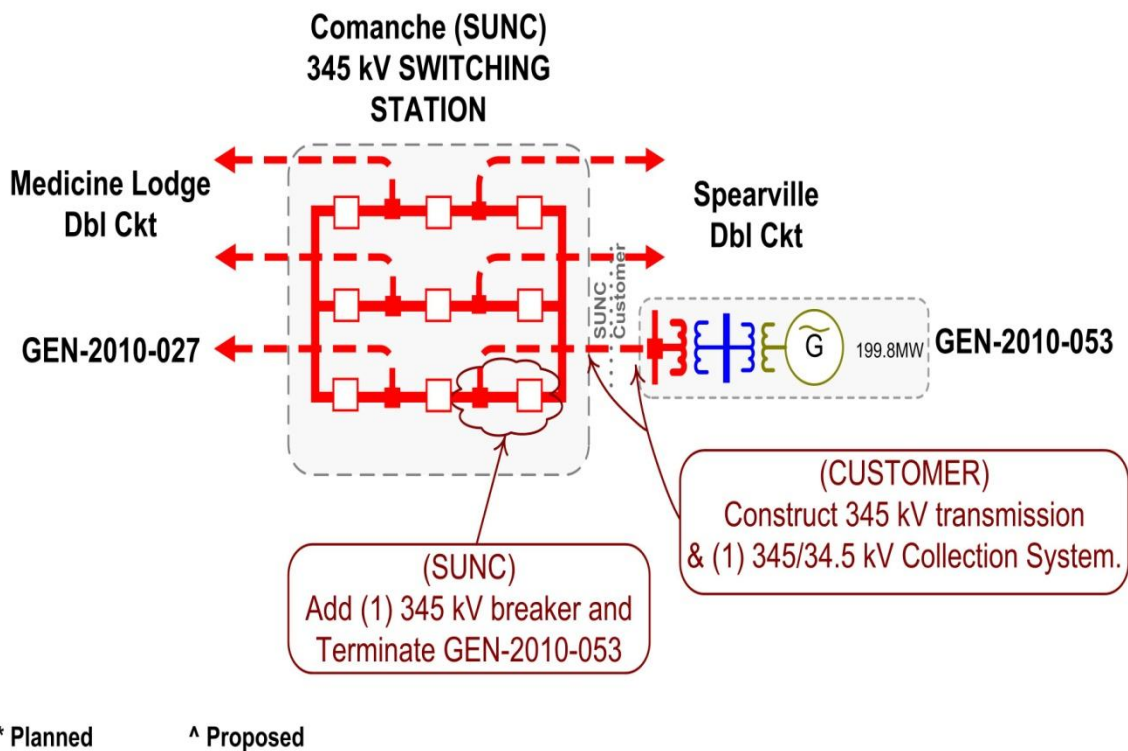 Comanche (SUNC)
345 kV SWITCHING
STATION
Medicine Lodge
Dbl Ckt
Spearville
Dbl Ckt
SUNC
Customer
GEN-2010-027
G
199.8MW
GEN-2010-053
(CUSTOMER)
Construct 345 kV transmission
& (1) 345/34.5 kV Collection System.
(SUNC)
Add (1) 345 kV breaker and
Terminate GEN-2010-053
* Planned
^ Proposed